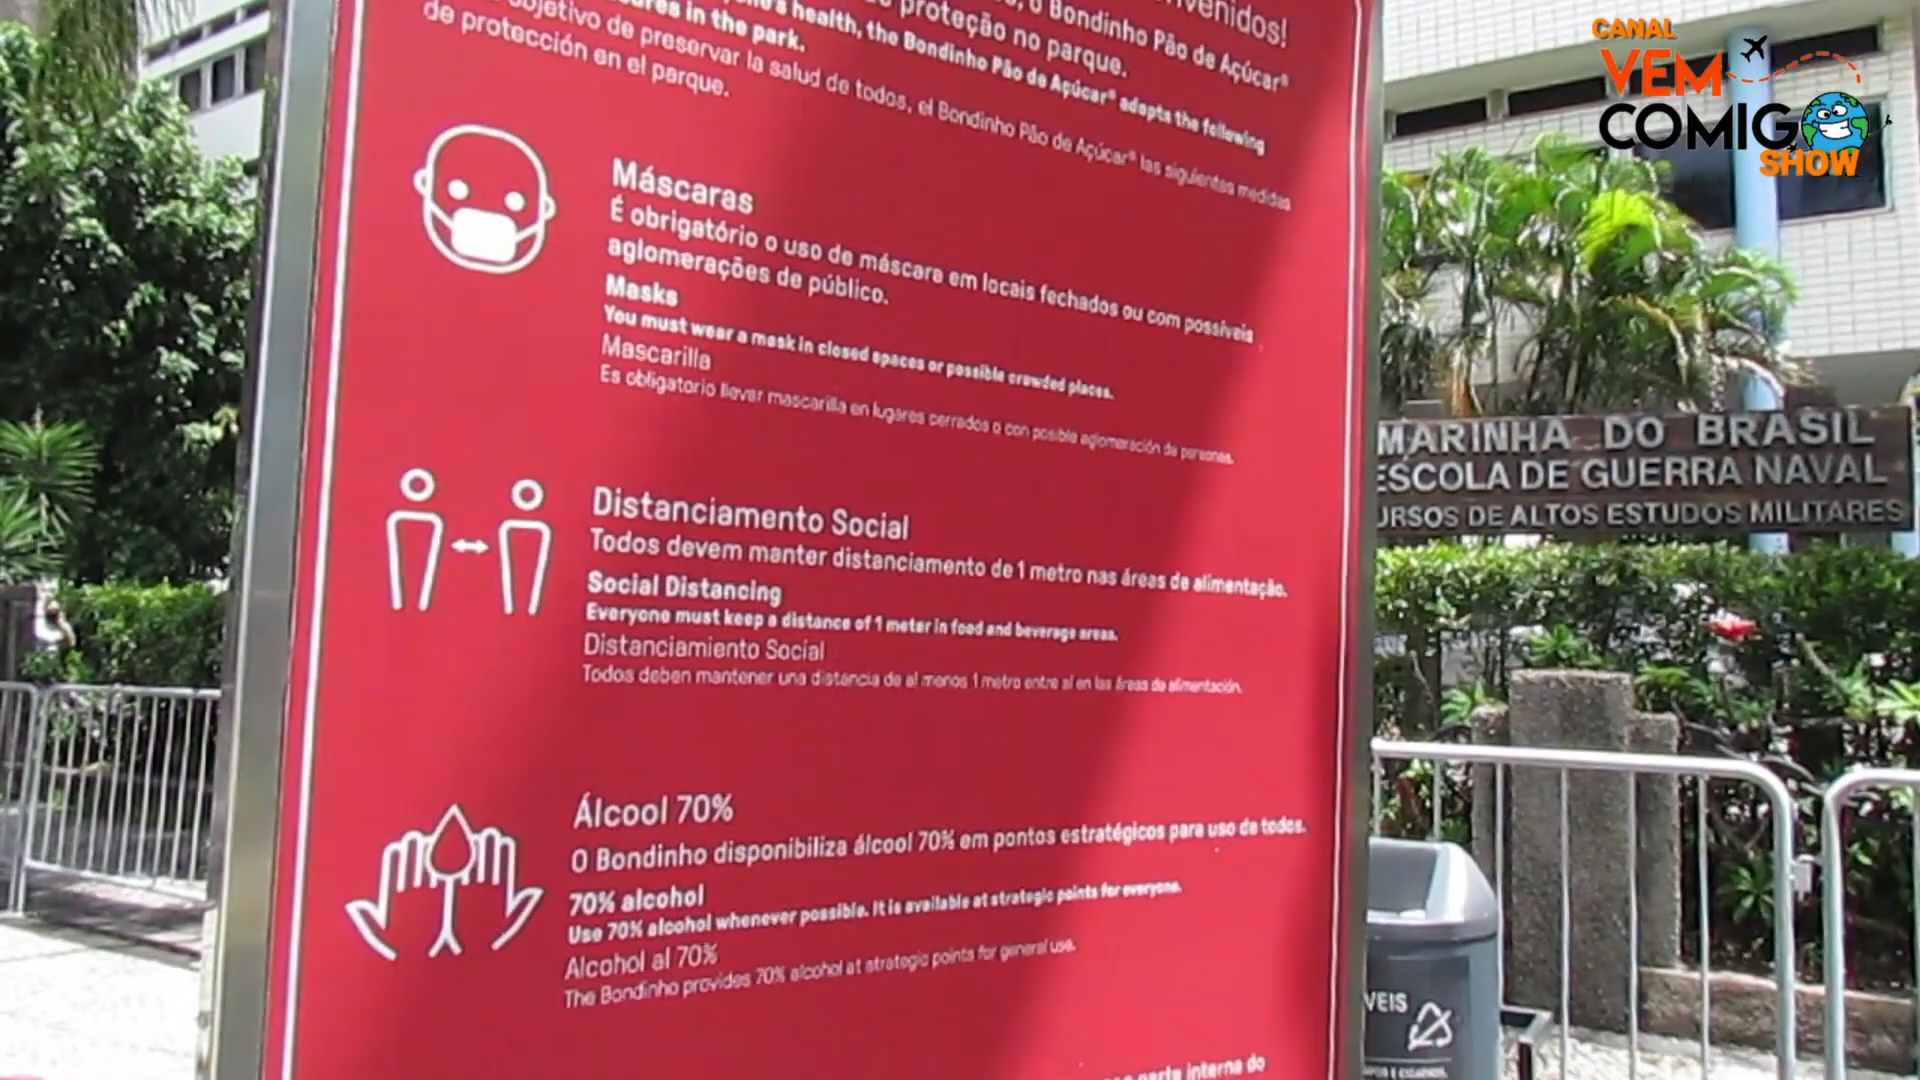 nvenidos!
o Bondinho Pão de Açúcar®
proteção no parque.
health, the Bondinho Pão de Açúcar® adopts the following
in the park.
objetivo de preservar la salud de todos, el Bondinho Pão de Açúcar® las siguientes medidas
de protección en el parque.
Máscaras
É obrigatório o uso de máscara em locais fechados ou com possíveis
aglomerações de público.
Masks
You must wear a mask in closed spaces or possible crowded places.
Mascarilla
Es obligatorio llevar mascarilla en lugares cerrados o con posible aglomeración de personas.
Distanciamento Social
Todos devem manter distanciamento de 1 metro nas áreas de alimentação.
Social Distancing
Everyone must keep a distance of 1 meter in food and beverage areas.
Distanciamiento Social
Todos deben mantener una distancia de al menos 1 metro entre sí en las áreas de alimentación.
Álcool 70%
O Bondinho disponibiliza álcool 70% em pontos estratégicos para uso de todos.
70% alcohol
Use 70% alcohol whenever possible. It is available at strategic points for everyone.
Alcohol al 70%
The Bondinho provides 70% alcohol at strategic points for general use.
parte interna do
CANAL
VEM
COMIGO
SHOW
MARINHA DO BRASIL
ESCOLA DE GUERRA NAVAL
URSOS DE ALTOS ESTUDOS MILITARES
VEIS